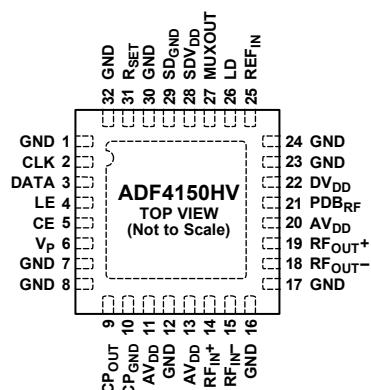 32 GND
31 RSET
30 GND
29 SDGND
28 SDVDD
27 MUXOUT
26 LD
25 REFIN
GND 1
CLK 2
DATA 3
LE 4
CE 5
VP 6
GND 7
GND 8
ADF4150HV
TOP VIEW
(Not to Scale)
24 GND
23 GND
22 DVDD
21 PDBRF
20 AVDD
19 RFOUT+
18 RFOUT–
17 GND
CPOUT 9
CPGND 10
AVDD 11
GND 12
AVDD 13
RFIN+ 14
RFIN– 15
GND 16